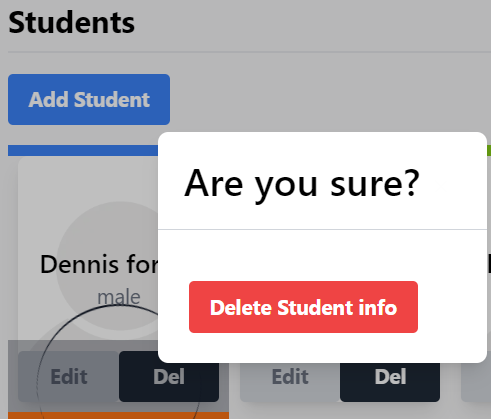 Students
Add Student
Are you sure?
Dennis for
male
Delete Student info
Edit Del Edit Del